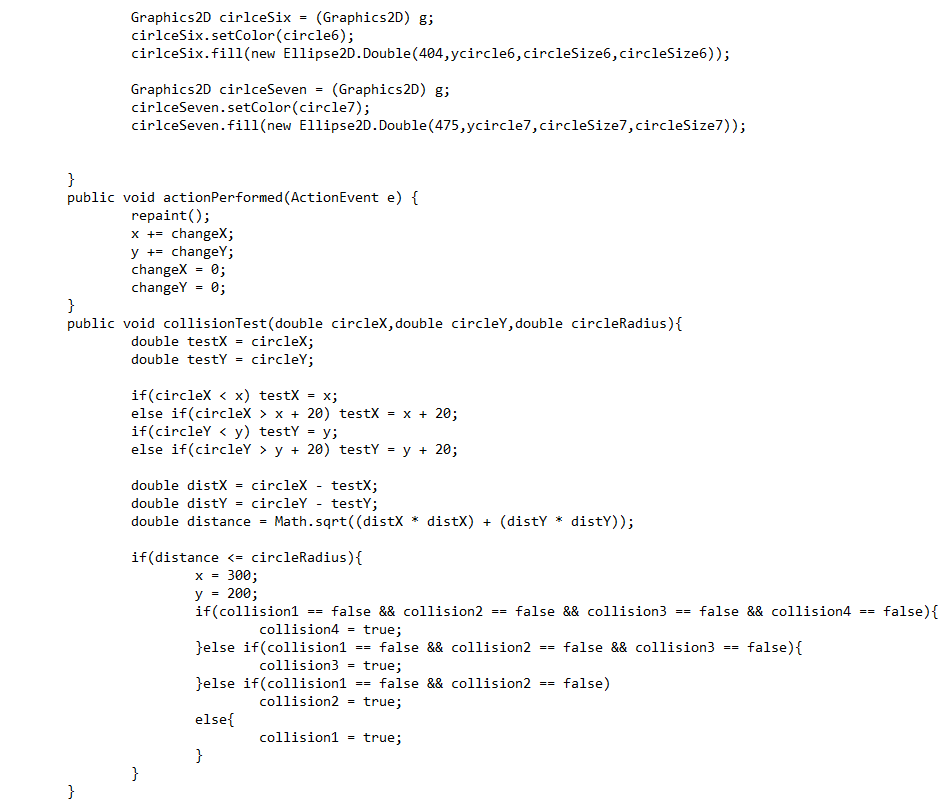 Graphics2D cirlceSix = (Graphics2D) g;
cirlceSix.setColor(circle6);
cirlceSix.fill(new Ellipse2D.Double(404,ycircle6,circleSize6,circleSize6));
Graphics2D cirlceSeven = (Graphics2D) g;
cirlceSeven.setColor(circle7);
cirlceSeven.fill(new Ellipse2D.Double(475,ycircle7,circleSize7,circleSize7));
}
public void actionPerformed(ActionEvent e) {
repaint();
x += changeX;
y += changeY;
changeX = 0;
changeY = 0;
}
public void collisionTest(double circleX,double circleY,double circleRadius){
double testX = circleX;
double testY = circleY;
if(circleX < x) testX = x;
else if(circleX > x + 20) testX = x + 20;
if(circleY < y) testY = y;
else if(circleY > y + 20) testY = y + 20;
double distX = circleX - testX;
double distY = circleY - testY;
double distance = Math.sqrt((distX * distX) + (distY * distY));
if(distance <= circleRadius){
x = 300;
y = 200;
if(collision1 == false && collision2 == false && collision3 == false && collision4 == false){
collision4 = true;
}else if(collision1 == false && collision2 == false && collision3 == false){
collision3 = true;
}else if(collision1 == false && collision2 == false)
collision2 = true;
else{
collision1 = true;
}
}
}